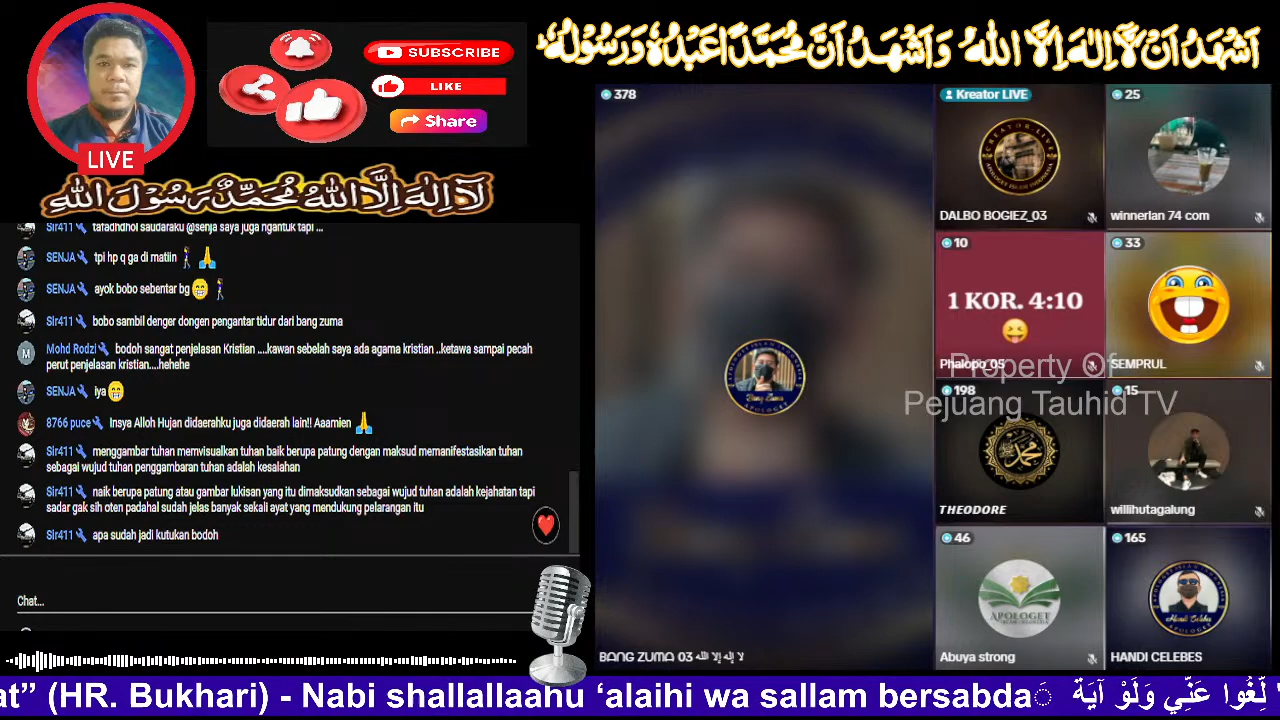 LIVE
SUBSCRIBE
LIKE
Share
اَشْهَدُ اَنْ لَّا اِلٰهَ اِلَّا اللهُ وَاَشْهَدُ اَنَّ مُحَمَّدًا عَبْدُهُ وَرَسُوْلُهُ
لَا اِلٰهَ اِلَّا اللهُ مُحَمَّدٌ رَسُوْلُ اللهِ
Sir411 tafadhdhol saudaraku @senja saya juga ngantuk tapi ...
SENJA tpi hp q ga di matiin
SENJA ayok bobo sebentar bg
Sir411 bobo sambil denger dongen pengantar tidur dari bang zuma
Mohd Rodzi bodoh sangat penjelasan Kristian ....kawan sebelah saya ada agama kristian ..ketawa sampai pecah
perut penjelasan kristian....hehehe
SENJA iya
8766 puce Insya Alloh Hujan didaerahku juga didaerah lain!! Aaamien
Sir411 menggambar tuhan memvisualkan tuhan baik berupa patung dengan maksud memanifestasikan tuhan
sebagai wujud tuhan penggambaran tuhan adalah kesalahan
Sir411 naik berupa patung atau gambar lukisan yang itu dimaksudkan sebagai wujud tuhan adalah kejahatan tapi
sadar gak sih oten padahal sudah jelas banyak sekali ayat yang mendukung pelarangan itu
Sir411 apa sudah jadi kutukan bodoh
Chat...
378
BANG ZUMA 03 لا إله إلا الله
Kreator LIVE
DALBO BOGIEZ_03
25
winnerlan 74 com
10
1 KOR. 4:10
Phalopo_05
33
SEMPRUL
Property Of
Pejuang Tauhid TV
198
THEODORE
15
willihutagalung
46
APOLOGET
Abuya strong
165
HANDI CELEBES
at” (HR. Bukhari) - Nabi shallallaahu ‘alaihi wa sallam bersabda َ لِّغُوا عَنِّي وَلَوْ آيَةً